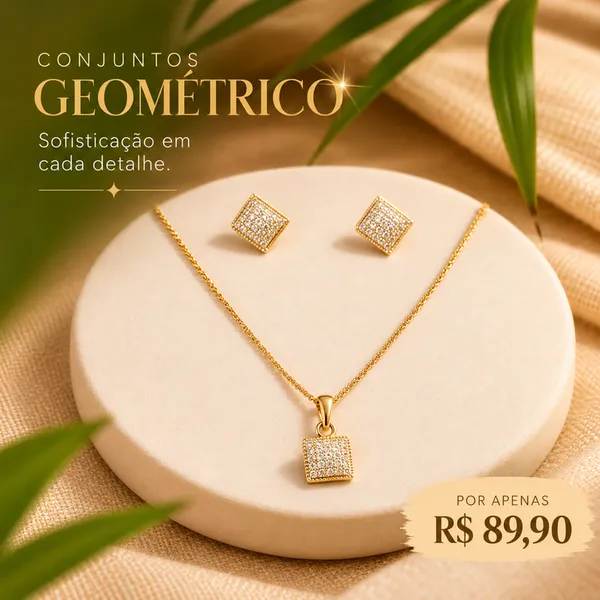 CONJUNTOS
GEOMÉTRICO
Sofisticação em
cada detalhe.
POR APENAS
R$ 89,90